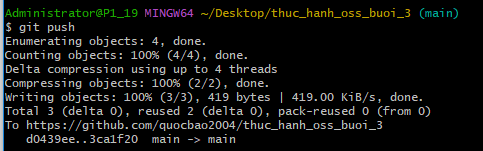 Administrator@P1_19 MINGW64 ~/Desktop/thuc_hanh_oss_buoi_3 (main)
$ git push
Enumerating objects: 4, done.
Counting objects: 100% (4/4), done.
Delta compression using up to 4 threads
Compressing objects: 100% (2/2), done.
Writing objects: 100% (3/3), 419 bytes | 419.00 KiB/s, done.
Total 3 (delta 0), reused 2 (delta 0), pack-reused 0 (from 0)
To https://github.com/quocbao2004/thuc_hanh_oss_buoi_3
   d0439ee..3ca1f20  main -> main